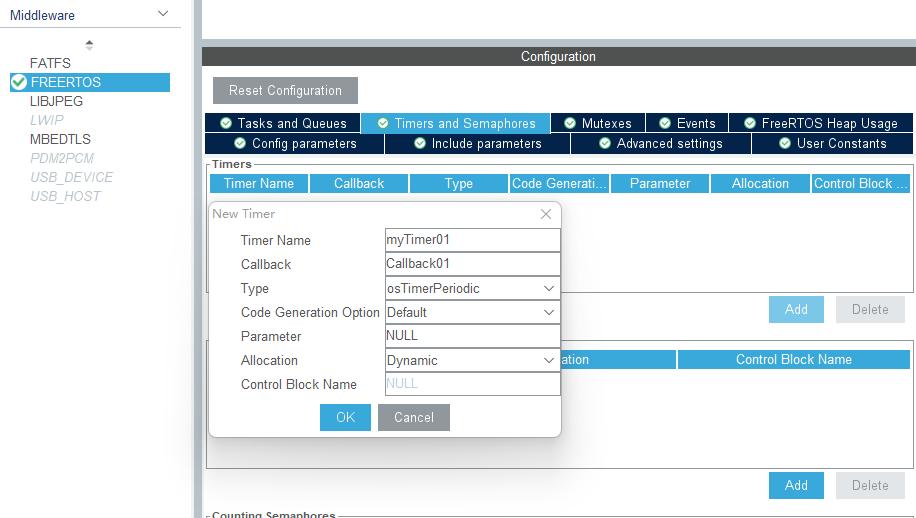 Middleware
FATFS
FREERTOS
LIBJPEG
LWIP
MBEDTLS
PDM2PCM
USB_DEVICE
USB_HOST
Configuration
Reset Configuration
Tasks and Queues Timers and Semaphores Mutexes Events FreeRTOS Heap Usage
Config parameters Include parameters Advanced settings User Constants
Timers
Timer Name Callback Type Code Generati... Parameter Allocation Control Block ...
New Timer
Timer Name myTimer01
Callback Callback01
Type osTimerPeriodic
Code Generation Option Default
Parameter NULL
Allocation Dynamic
Control Block Name NULL
OK Cancel
Add Delete
ation Control Block Name
Add Delete
Counting Semaphores